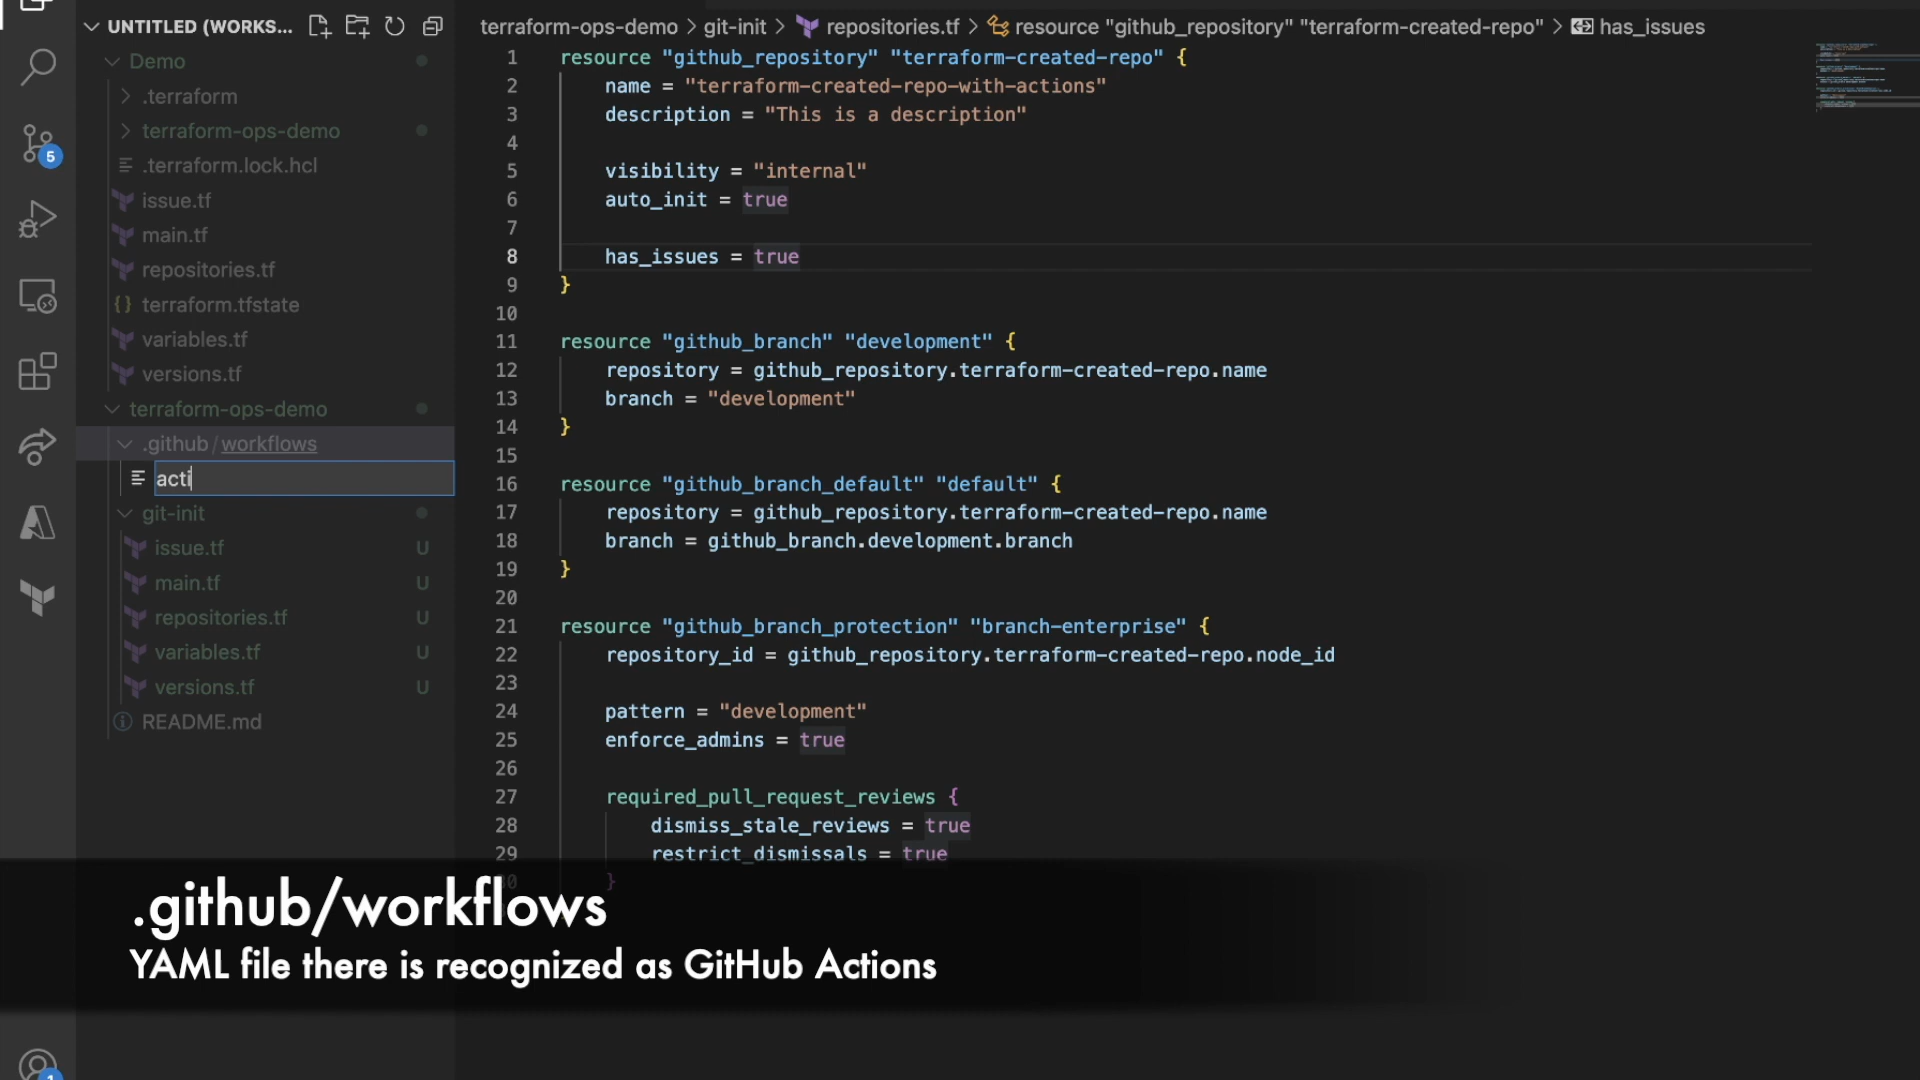 UNTITLED (WORKS...
Demo
.terraform
terraform-ops-demo
.terraform.lock.hcl
issue.tf
main.tf
repositories.tf
terraform.tfstate
variables.tf
versions.tf
terraform-ops-demo
.github / workflows
acti
git-init
issue.tf U
main.tf U
repositories.tf U
variables.tf U
versions.tf U
README.md
5
1
terraform-ops-demo > git-init > repositories.tf > resource "github_repository" "terraform-created-repo" > has_issues
1 resource "github_repository" "terraform-created-repo" {
2 name = "terraform-created-repo-with-actions"
3 description = "This is a description"
4
5 visibility = "internal"
6 auto_init = true
7
8 has_issues = true
9 }
10
11 resource "github_branch" "development" {
12 repository = github_repository.terraform-created-repo.name
13 branch = "development"
14 }
15
16 resource "github_branch_default" "default" {
17 repository = github_repository.terraform-created-repo.name
18 branch = github_branch.development.branch
19 }
20
21 resource "github_branch_protection" "branch-enterprise" {
22 repository_id = github_repository.terraform-created-repo.node_id
23
24 pattern = "development"
25 enforce_admins = true
26
27 required_pull_request_reviews {
28 dismiss_stale_reviews = true
29 restrict_dismissals = true
30 }
.github/workflows
YAML file there is recognized as GitHub Actions